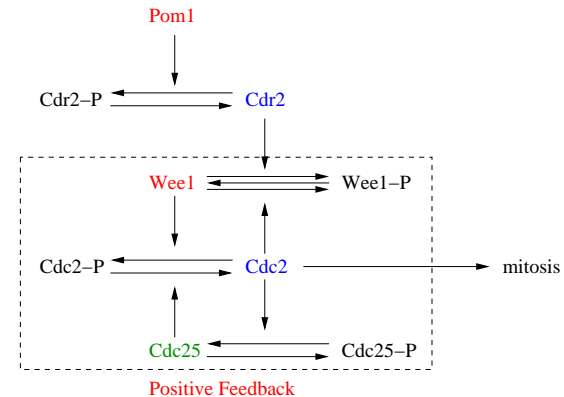 Pom1
Cdr2–P Cdr2
Wee1 Wee1–P
Cdc2–P Cdc2 mitosis
Cdc25 Cdc25–P
Positive Feedback